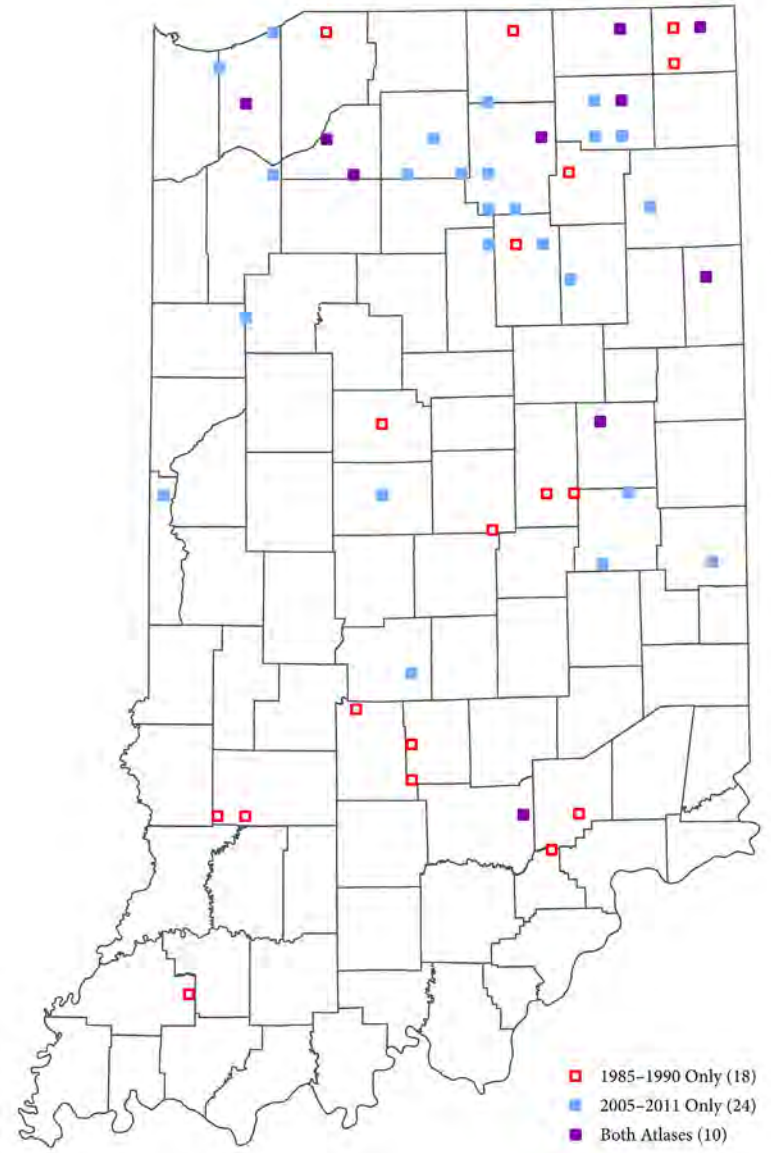 1985–1990 Only (18)
2005–2011 Only (24)
Both Atlases (10)